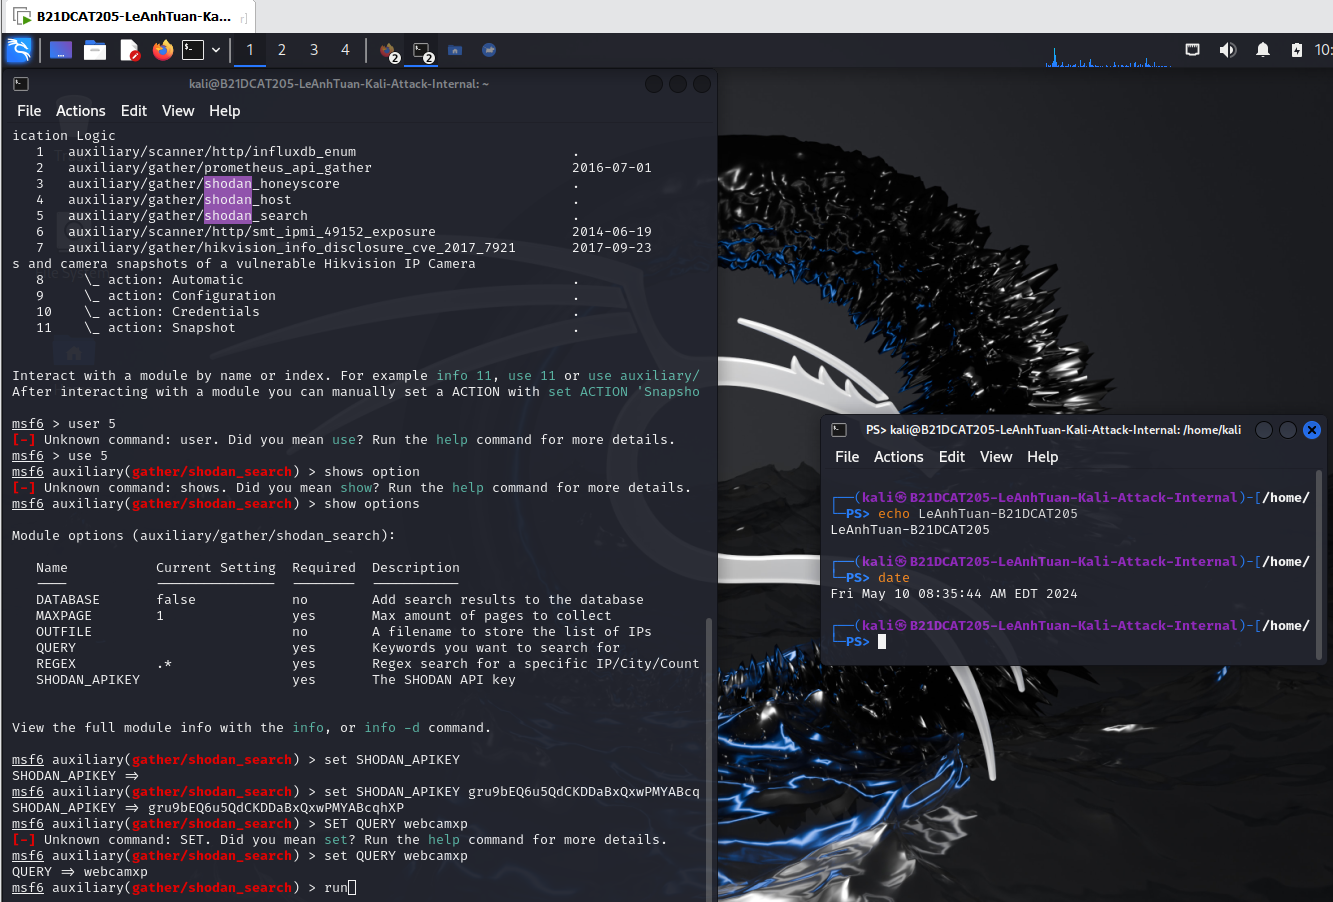 B21DCAT205-LeAnhTuan-Ka...
1 2 3 4 2 2 10:
kali@B21DCAT205-LeAnhTuan-Kali-Attack-Internal: ~
File Actions Edit View Help
ication Logic
1 auxiliary/scanner/http/influxdb_enum .
2 auxiliary/gather/prometheus_api_gather 2016-07-01
3 auxiliary/gather/shodan_honeyscore .
4 auxiliary/gather/shodan_host .
5 auxiliary/gather/shodan_search .
6 auxiliary/scanner/http/smt_ipmi_49152_exposure 2014-06-19
7 auxiliary/gather/hikvision_info_disclosure_cve_2017_7921 2017-09-23
s and camera snapshots of a vulnerable Hikvision IP Camera
8 \_ action: Automatic .
9 \_ action: Configuration .
10 \_ action: Credentials .
11 \_ action: Snapshot .
Interact with a module by name or index. For example info 11, use 11 or use auxiliary/
After interacting with a module you can manually set a ACTION with set ACTION 'Snapsho
msf6 > user 5
[-] Unknown command: user. Did you mean use? Run the help command for more details.
msf6 > use 5
msf6 auxiliary(gather/shodan_search) > shows option
[-] Unknown command: shows. Did you mean show? Run the help command for more details.
msf6 auxiliary(gather/shodan_search) > show options
Module options (auxiliary/gather/shodan_search):
Name Current Setting Required Description
DATABASE false no Add search results to the database
MAXPAGE 1 yes Max amount of pages to collect
OUTFILE no A filename to store the list of IPs
QUERY yes Keywords you want to search for
REGEX .* yes Regex search for a specific IP/City/Count
SHODAN_APIKEY yes The SHODAN API key
View the full module info with the info, or info -d command.
msf6 auxiliary(gather/shodan_search) > set SHODAN_APIKEY
SHODAN_APIKEY =>
msf6 auxiliary(gather/shodan_search) > set SHODAN_APIKEY gru9bEQ6u5QdCKDDaBxQxwPMYABcq
SHODAN_APIKEY => gru9bEQ6u5QdCKDDaBxQxwPMYABcqhXP
msf6 auxiliary(gather/shodan_search) > SET QUERY webcamxp
[-] Unknown command: SET. Did you mean set? Run the help command for more details.
msf6 auxiliary(gather/shodan_search) > set QUERY webcamxp
QUERY => webcamxp
msf6 auxiliary(gather/shodan_search) > run
PS> kali@B21DCAT205-LeAnhTuan-Kali-Attack-Internal: /home/kali
File Actions Edit View Help
┌──(kali㉿B21DCAT205-LeAnhTuan-Kali-Attack-Internal)-[/home/
└─PS> echo LeAnhTuan-B21DCAT205
LeAnhTuan-B21DCAT205
┌──(kali㉿B21DCAT205-LeAnhTuan-Kali-Attack-Internal)-[/home/
└─PS> date
Fri May 10 08:35:44 AM EDT 2024
┌──(kali㉿B21DCAT205-LeAnhTuan-Kali-Attack-Internal)-[/home/
└─PS>